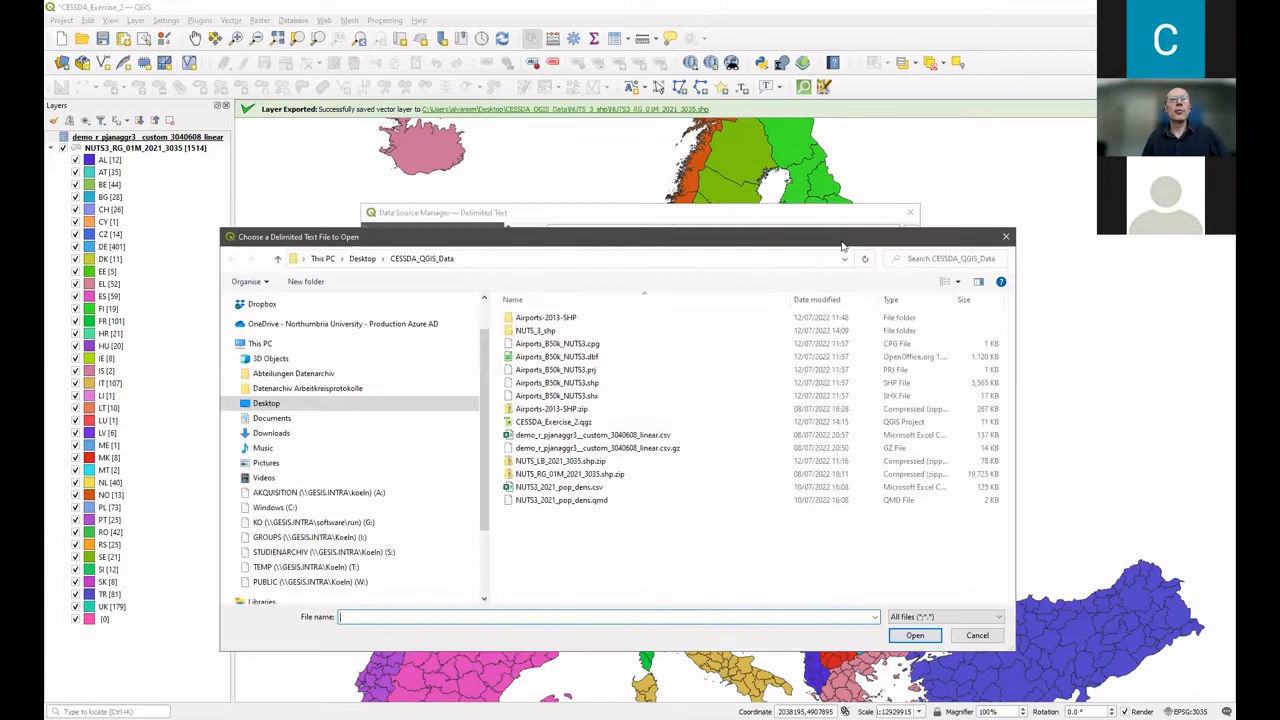 *CESSDA_Exercise_2 — QGIS
Project Edit View Layer Settings Plugins Vector Raster Database Web Mesh Processing Help
Layers
Layer Exported: Successfully saved vector layer to C:\Users\alvanism\Desktop\CESSDA_QGIS_Data\NUTS_3_shp\NUTS3_RG_01M_2021_3035.shp
demo_r_pjanaggr3__custom_3040608_linear
NUTS3_RG_01M_2021_3035 [1514]
AL [12]
AT [35]
BE [44]
BG [28]
CH [26]
CY [1]
CZ [14]
DE [401]
DK [11]
EE [5]
EL [52]
ES [59]
FI [19]
FR [101]
HR [21]
HU [20]
IE [8]
IS [2]
IT [107]
LI [1]
LT [10]
LU [1]
LV [6]
ME [1]
MK [8]
MT [2]
NL [40]
NO [13]
PL [73]
PT [25]
RO [42]
RS [25]
SE [21]
SI [12]
SK [8]
TR [81]
UK [179]
[0]
Data Source Manager — Delimited Text
Choose a Delimited Text File to Open
This PC > Desktop > CESSDA_QGIS_Data
Search CESSDA_QGIS_Data
Organise New folder
Dropbox
OneDrive - Northumbria University - Production Azure AD
This PC
3D Objects
Abteilungen Datenarchiv
Datenarchiv Arbeitkreisprotokolle
Desktop
Documents
Downloads
Music
Pictures
Videos
AKQUISITION (\\GESIS.INTRA\koeln) (A:)
Windows (C:)
KO (\\GESIS.INTRA\software\run) (G:)
GROUPS (\\GESIS.INTRA\Koeln) (I:)
STUDIENARCHIV (\\GESIS.INTRA\Koeln) (S:)
TEMP (\\GESIS.INTRA\Koeln) (T:)
PUBLIC (\\GESIS.INTRA\Koeln) (W:)
Libraries
Name Date modified Type Size
Airports-2013-SHP 12/07/2022 11:48 File folder
NUTS_3_shp 12/07/2022 14:09 File folder
Airports_B50k_NUTS3.cpg 12/07/2022 11:57 CPG File 1 KB
Airports_B50k_NUTS3.dbf 12/07/2022 11:57 OpenOffice.org 1... 1,120 KB
Airports_B50k_NUTS3.prj 12/07/2022 11:57 PRJ File 1 KB
Airports_B50k_NUTS3.shp 12/07/2022 11:57 SHP File 5,565 KB
Airports_B50k_NUTS3.shx 12/07/2022 11:57 SHX File 1 KB
Airports-2013-SHP.zip 08/07/2022 18:28 Compressed (zipp... 267 KB
CESSDA_Exercise_2.qgz 12/07/2022 14:15 QGIS Project 11 KB
demo_r_pjanaggr3__custom_3040608_linear.csv 08/07/2022 20:57 Microsoft Excel C... 137 KB
demo_r_pjanaggr3__custom_3040608_linear.csv.gz 08/07/2022 20:50 GZ File 14 KB
NUTS_LB_2021_3035.shp.zip 12/07/2022 11:16 Compressed (zipp... 78 KB
NUTS_RG_01M_2021_3035.shp.zip 08/07/2022 18:11 Compressed (zipp... 19,725 KB
NUTS3_2021_pop_dens.csv 10/07/2022 16:08 Microsoft Excel C... 125 KB
NUTS3_2021_pop_dens.qmd 10/07/2022 16:08 QMD File 2 KB
File name: All files (*;*.*)
Open Cancel
C
Type to locate (Ctrl+K)
Coordinate 2038195,4907895 Scale 1:12929915 Magnifier 100% Rotation 0.0 ° Render EPSG:3035